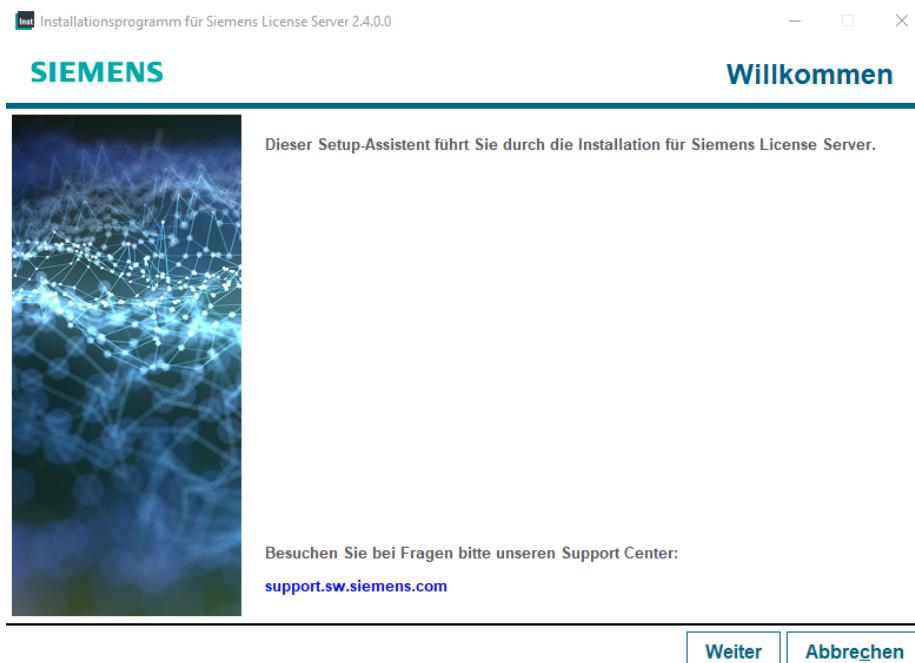 Inst Installationsprogramm für Siemens License Server 2.4.0.0
SIEMENS
Willkommen
Dieser Setup-Assistent führt Sie durch die Installation für Siemens License Server.
Besuchen Sie bei Fragen bitte unseren Support Center:
support.sw.siemens.com
Weiter Abbrechen